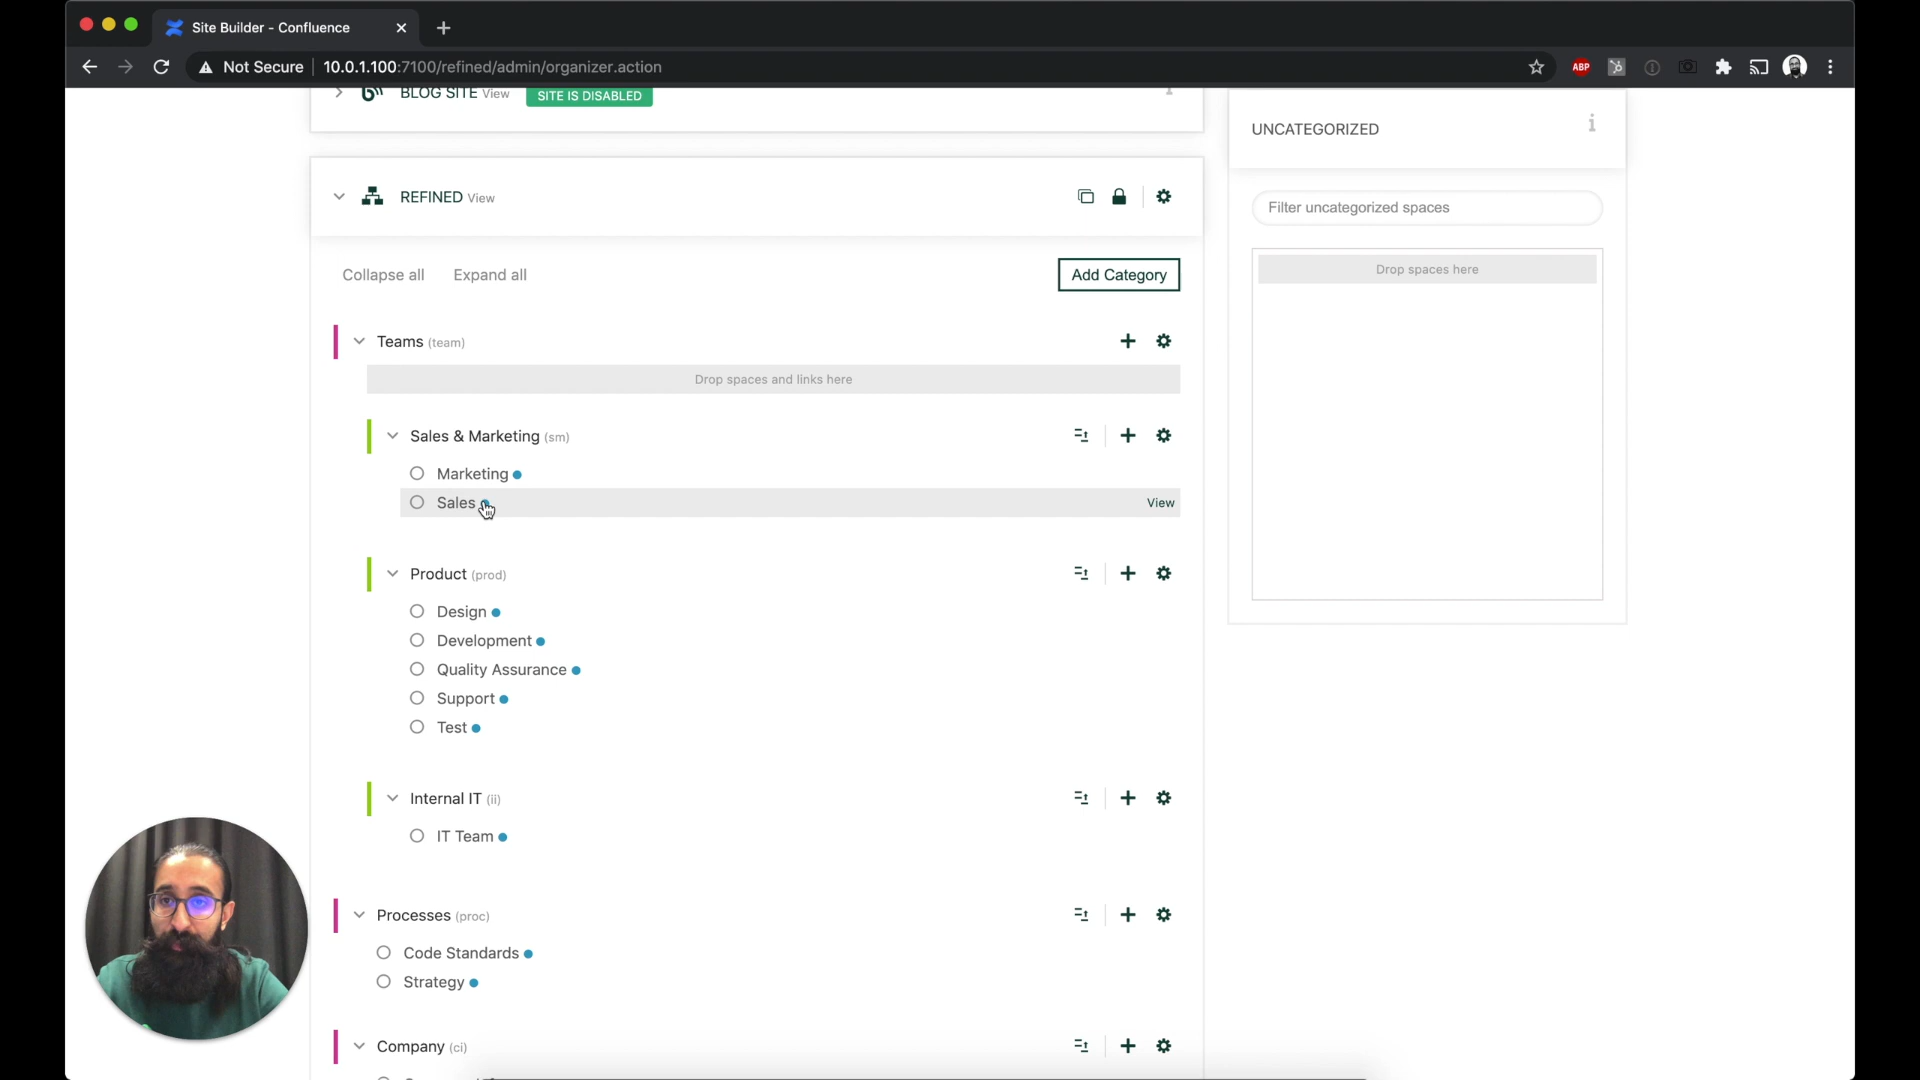 Site Builder - Confluence
Not Secure 10.0.1.100:7100/refined/admin/organizer.action
ABP
BLOG SITE View SITE IS DISABLED
UNCATEGORIZED
REFINED View
Filter uncategorized spaces
Drop spaces here
Collapse all Expand all Add Category
Teams (team)
Drop spaces and links here
Sales & Marketing (sm)
Marketing
Sales View
Product (prod)
Design
Development
Quality Assurance
Support
Test
Internal IT (ii)
IT Team
Processes (proc)
Code Standards
Strategy
Company (ci)